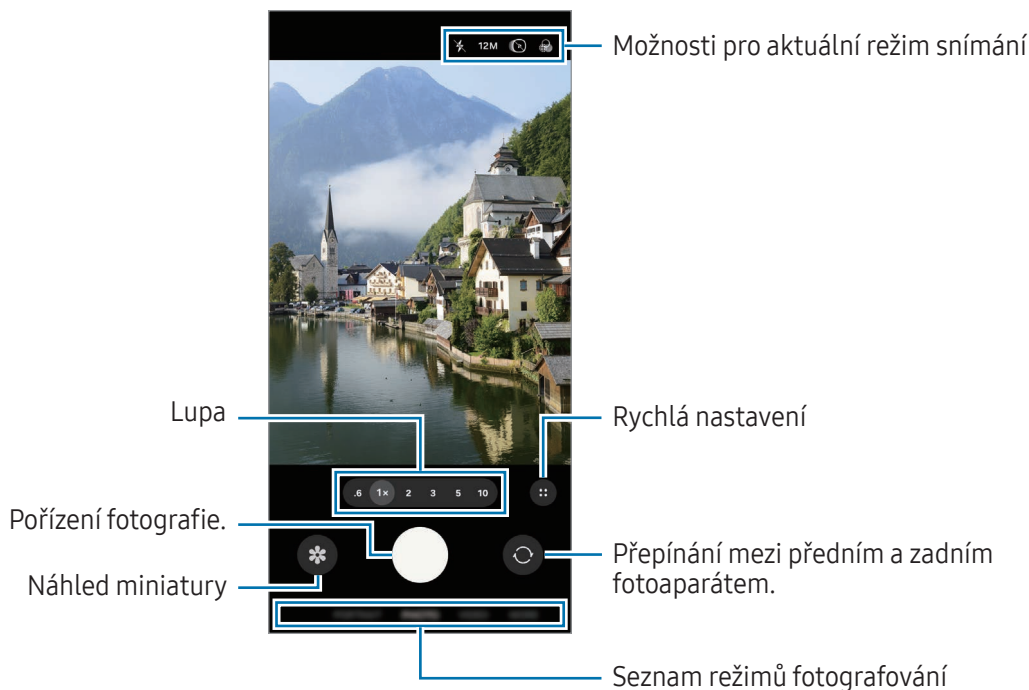 12M
Možnosti pro aktuální režim snímání
Lupa
Rychlá nastavení
.6 1× 2 3 5 10
Pořízení fotografie.
Přepínání mezi předním a zadním
fotoaparátem.
Náhled miniatury
PHOTO
Seznam režimů fotografování